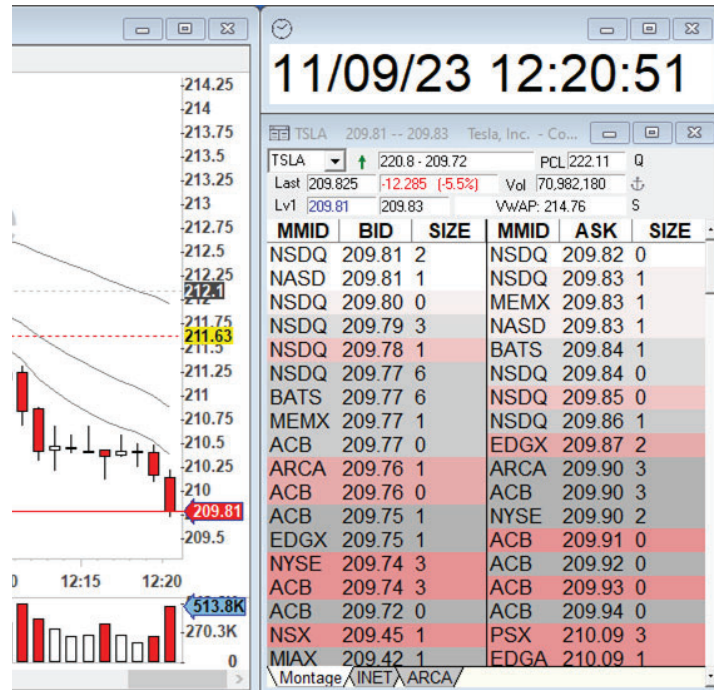 214.25
214
213.75
213.5
213.25
213
212.75
212.5
212.25
212.1
212
211.75
211.63
211.5
211.25
211
210.75
210.5
210.25
210
209.81
209.5
0 12:15 12:20
513.8K
270.3K
0
11/09/23 12:20:51
TSLA 209.81 -- 209.83 Tesla, Inc. - Co...
TSLA 220.8 - 209.72 PCL 222.11 Q
Last 209.825 -12.285 (-5.5%) Vol 70,982,180
Lv1 209.81 209.83 VWAP: 214.76 S
MMID BID SIZE MMID ASK SIZE
NSDQ 209.81 2 NSDQ 209.82 0
NASD 209.81 1 NSDQ 209.83 1
NSDQ 209.80 0 MEMX 209.83 1
NSDQ 209.79 3 NASD 209.83 1
NSDQ 209.78 1 BATS 209.84 1
NSDQ 209.77 6 NSDQ 209.84 0
BATS 209.77 6 NSDQ 209.85 0
MEMX 209.77 1 NSDQ 209.86 1
ACB 209.77 0 EDGX 209.87 2
ARCA 209.76 1 ARCA 209.90 3
ACB 209.76 0 ACB 209.90 3
ACB 209.75 1 NYSE 209.90 2
EDGX 209.75 1 ACB 209.91 0
NYSE 209.74 3 ACB 209.92 0
ACB 209.74 3 ACB 209.93 0
ACB 209.72 0 ACB 209.94 0
NSX 209.45 1 PSX 210.09 3
MIAX 209.42 1 EDGA 210.09 1
Montage INET ARCA